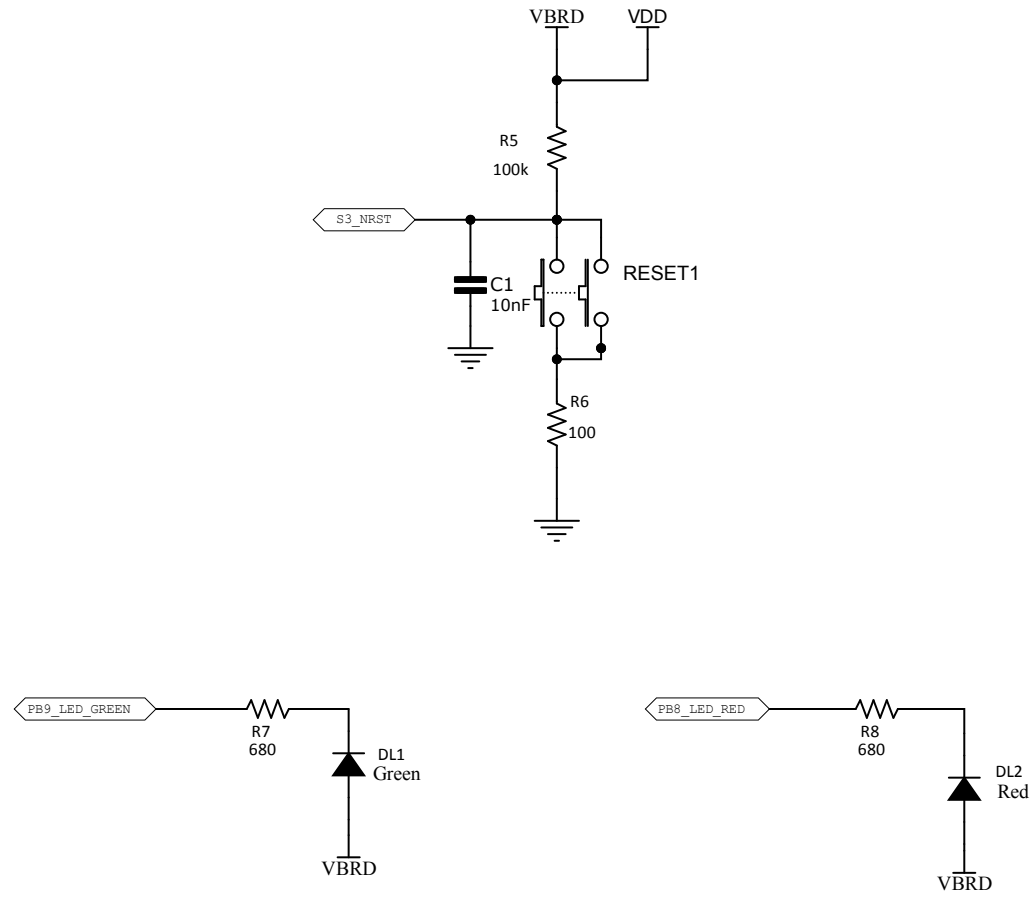 VBRD
VDD
R5
100k
S3_NRST
C1
10nF
RESET1
R6
100
PB9_LED_GREEN
R7
680
DL1
Green
VBRD
PB8_LED_RED
R8
680
DL2
Red
VBRD